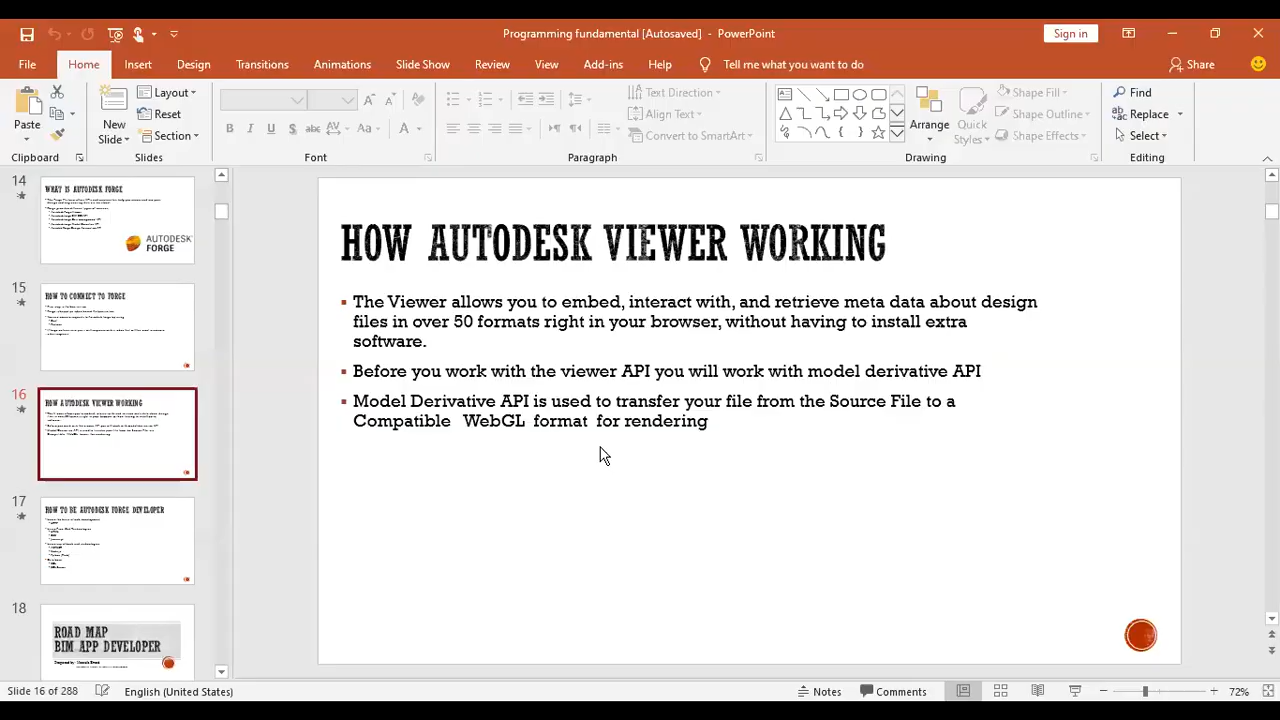 Programming fundamental [Autosaved] - PowerPoint
Sign in
File Home Insert Design Transitions Animations Slide Show Review View Add-ins Help Tell me what you want to do Share
Paste
New Slide
Layout
Reset
Section
Text Direction
Align Text
Convert to SmartArt
Arrange
Quick Styles
Shape Fill
Shape Outline
Shape Effects
Find
Replace
Select
Clipboard Slides Font Paragraph Drawing Editing
14
WHAT IS AUTODESK FORGE
AUTODESK
FORGE
15
HOW TO CONNECT TO FORGE
16
HOW AUTODESK VIEWER WORKING
17
HOW TO BE AUTODESK FORGE DEVELOPER
18
ROAD MAP
BIM APP DEVELOPER
HOW AUTODESK VIEWER WORKING
▪ The Viewer allows you to embed, interact with, and retrieve meta data about design
files in over 50 formats right in your browser, without having to install extra
software.
▪ Before you work with the viewer API you will work with model derivative API
▪ Model Derivative API is used to transfer your file from the Source File to a
Compatible WebGL format for rendering
Slide 16 of 288 English (United States) Notes Comments 72%